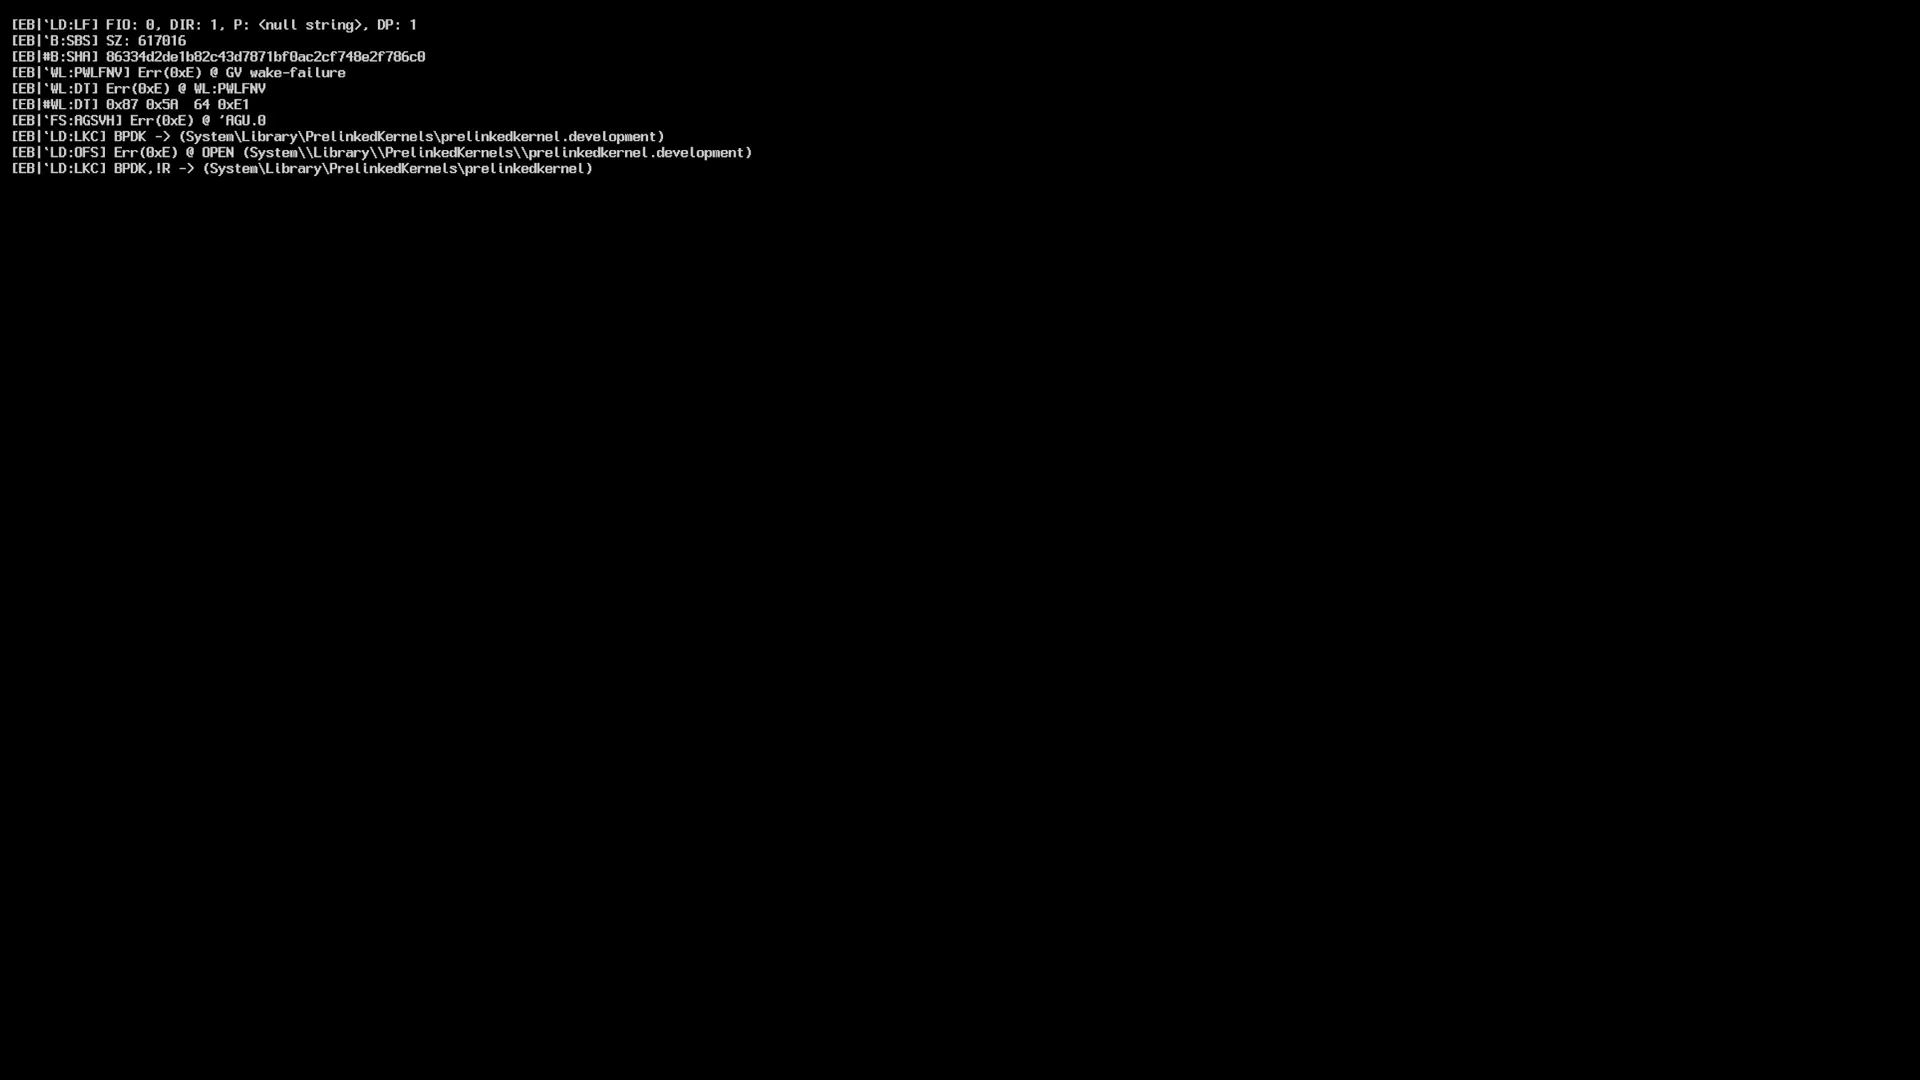 [EB|`LD:LF] FIO: 0, DIR: 1, P: <null string>, DP: 1
[EB|`B:SBS] SZ: 617016
[EB|#B:SHA] 86334d2de1b82c43d7871bf0ac2cf748e2f786c0
[EB|`WL:PWLFNV] Err(0xE) @ GV wake-failure
[EB|`WL:DT] Err(0xE) @ WL:PWLFNV
[EB|#WL:DT] 0x87 0x5A  64 0xE1
[EB|`FS:AGSVH] Err(0xE) @ ´AGU.0
[EB|`LD:LKC] BPDK -> (System\Library\PrelinkedKernels\prelinkedkernel.development)
[EB|`LD:OFS] Err(0xE) @ OPEN (System\\Library\\PrelinkedKernels\\prelinkedkernel.development)
[EB|`LD:LKC] BPDK,!R -> (System\Library\PrelinkedKernels\prelinkedkernel)